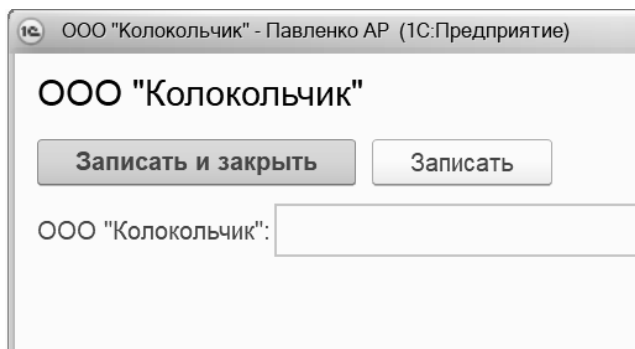 1С ООО "Колокольчик" - Павленко АР (1С:Предприятие)
ООО "Колокольчик"
Записать и закрыть Записать
ООО "Колокольчик":